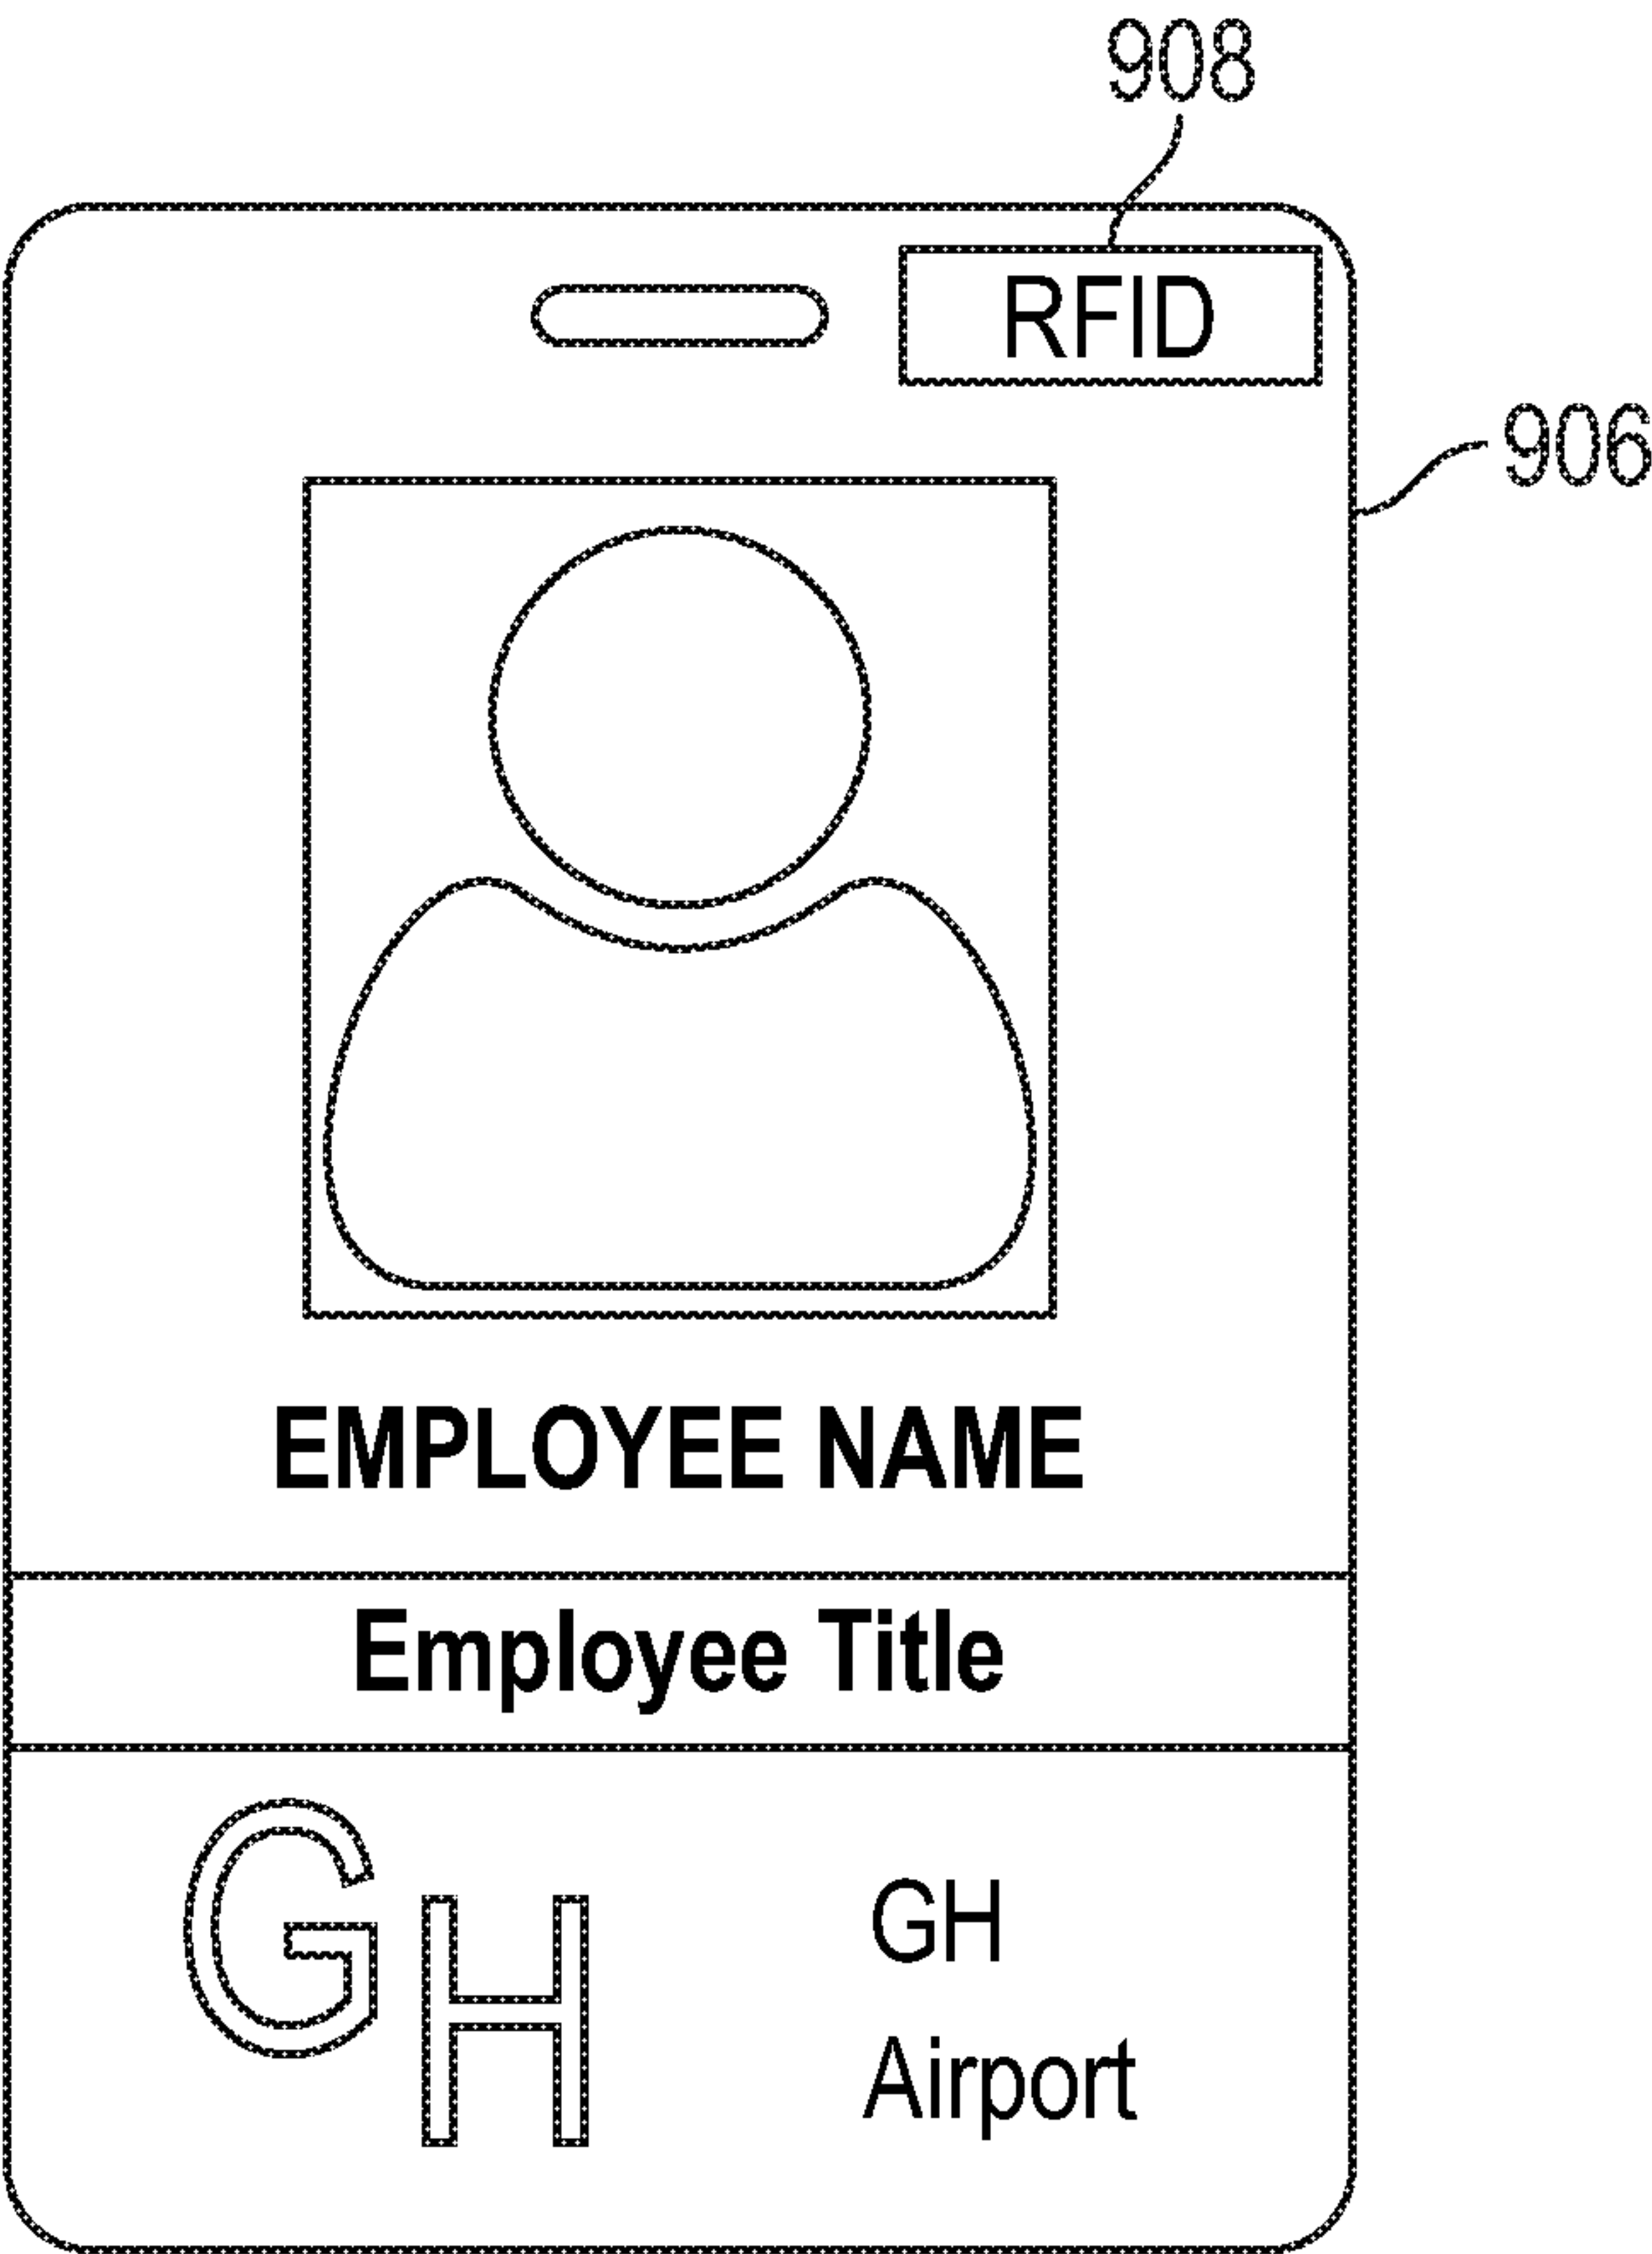 908
RFID
906
EMPLOYEE NAME
Employee Title
GH
GH
Airport